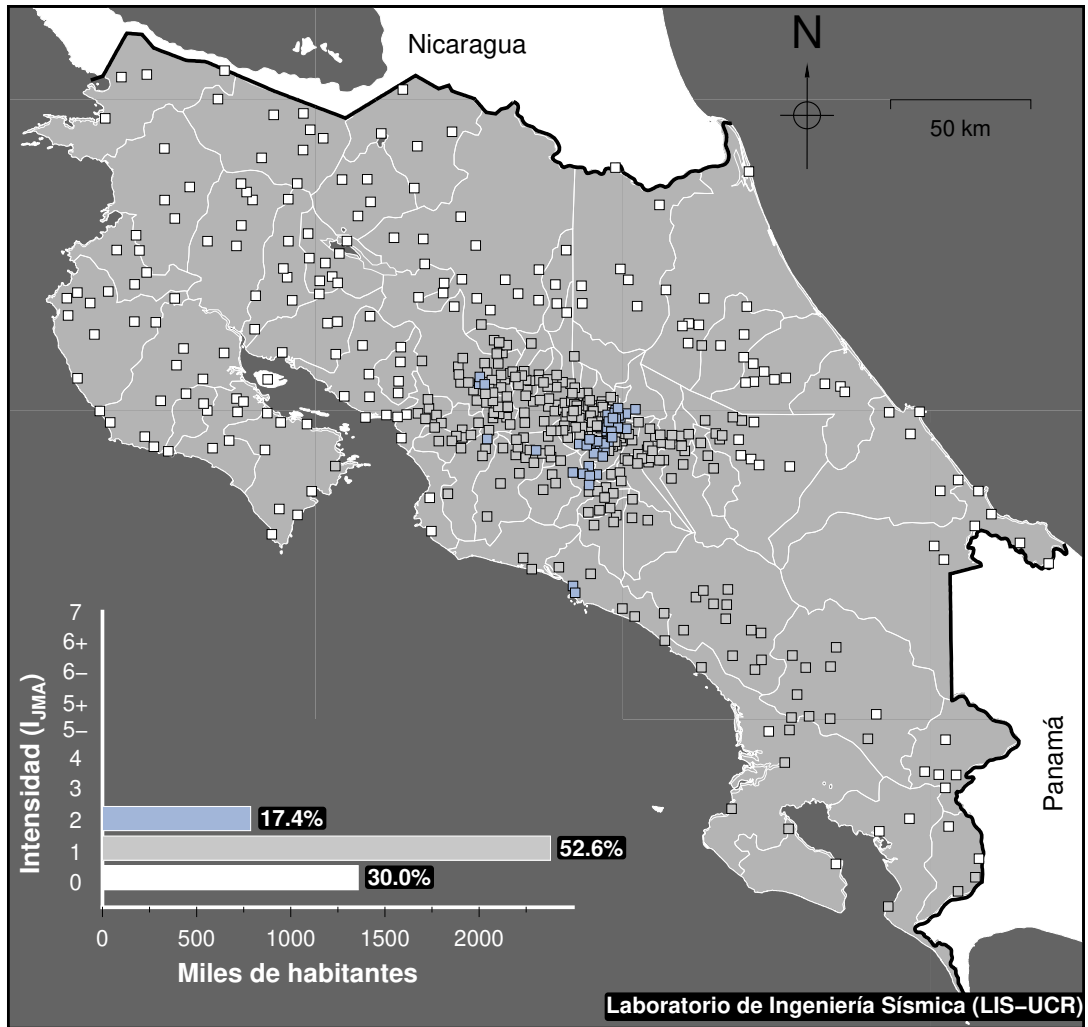 Nicaragua
N
50 km
Panamá
Intensidad (I_JMA)
7
6+
6−
5+
5−
4
3
2
1
0
17.4%
52.6%
30.0%
0 500 1000 1500 2000
Miles de habitantes
Laboratorio de Ingeniería Sísmica (LIS−UCR)